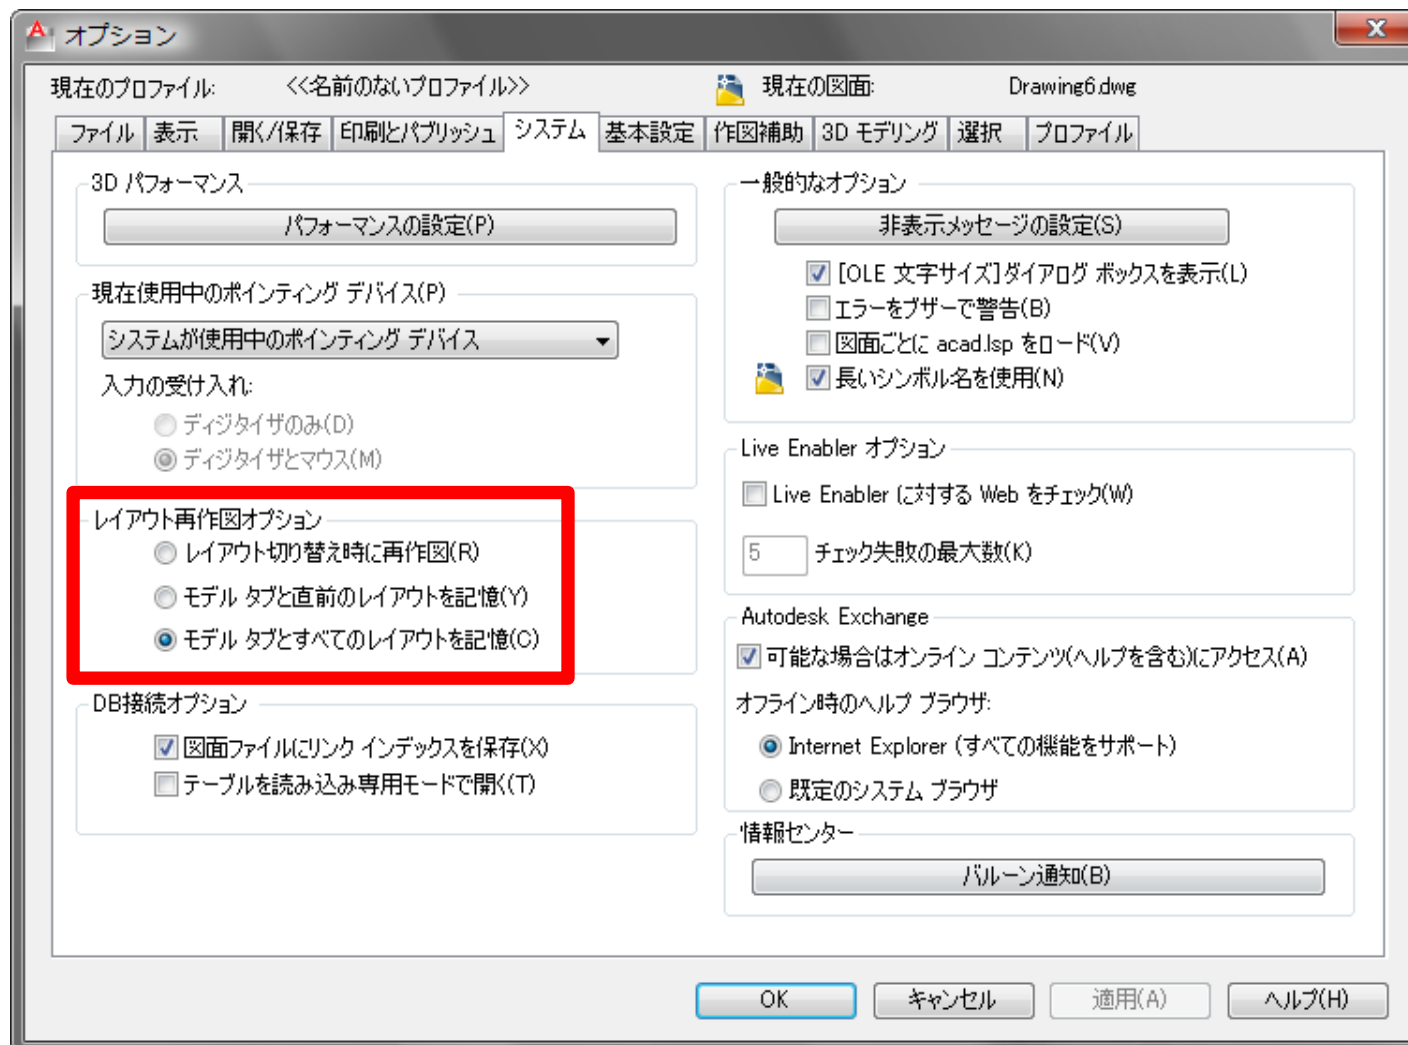 オプション
現在のプロファイル: <<名前のないプロファイル>> 現在の図面: Drawing6.dwg
ファイル 表示 開く/保存 印刷とパブリッシュ システム 基本設定 作図補助 3D モデリング 選択 プロファイル
3D パフォーマンス
パフォーマンスの設定(P)
現在使用中のポインティング デバイス(P)
システムが使用中のポインティング デバイス
入力の受け入れ:
ディジタイザのみ(D)
ディジタイザとマウス(M)
レイアウト再作図オプション
レイアウト切り替え時に再作図(R)
モデル タブと直前のレイアウトを記憶(Y)
モデル タブとすべてのレイアウトを記憶(C)
DB接続オプション
図面ファイルにリンク インデックスを保存(X)
テーブルを読み込み専用モードで開く(T)
一般的なオプション
非表示メッセージの設定(S)
[OLE 文字サイズ]ダイアログ ボックスを表示(L)
エラーをブザーで警告(B)
図面ごとに acad.lsp をロード(V)
長いシンボル名を使用(N)
Live Enabler オプション
Live Enabler に対する Web をチェック(W)
5 チェック失敗の最大数(K)
Autodesk Exchange
可能な場合はオンライン コンテンツ(ヘルプを含む)にアクセス(A)
オフライン時のヘルプ ブラウザ:
Internet Explorer (すべての機能をサポート)
既定のシステム ブラウザ
情報センター
バルーン通知(B)
OK キャンセル 適用(A) ヘルプ(H)